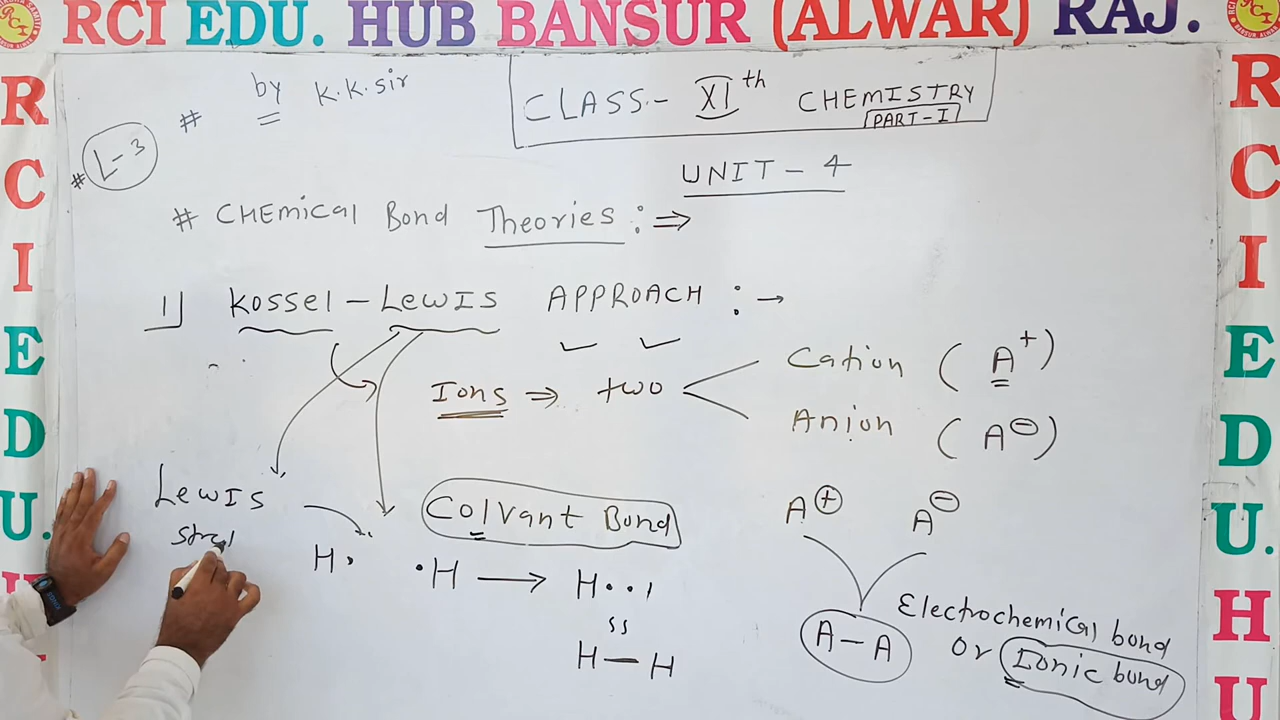 RCI EDU. HUB BANSUR (ALWAR) RAJ.
R
C
I
E
D
U.
R
C
I
E
D
U.
H
U
# by K.K.Sir
CLASS.- XIth CHEMISTRY
PART-I
# L-3
UNIT - 4
# CHEMical Bond Theories :⇒
1) Kossel - LewIS APPROACH :→
Ions ⇒ two
Cation ( A+ )
Anion ( A⊖ )
LewIS
Colvant Bond
A⊕ A⊖
H· ·H → H··
H—H
A—A
Electrochemical bond
Or Ionic bond